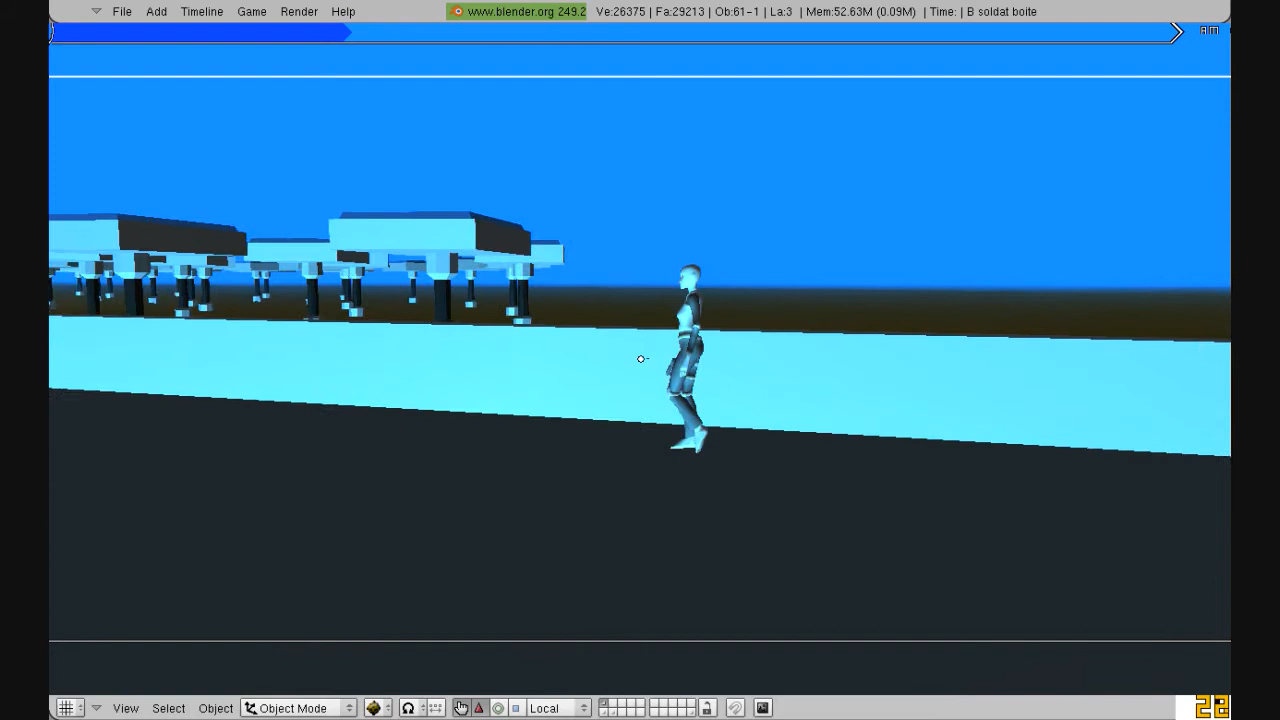 File Add Timeline Game Render Help www.blender.org 249.2 Ve:26375 | Fa:29213 | Ob:61-1 | La:3 | Mem:52.63M (0.09M) | Time: | B soldat boite
View Select Object Object Mode Local